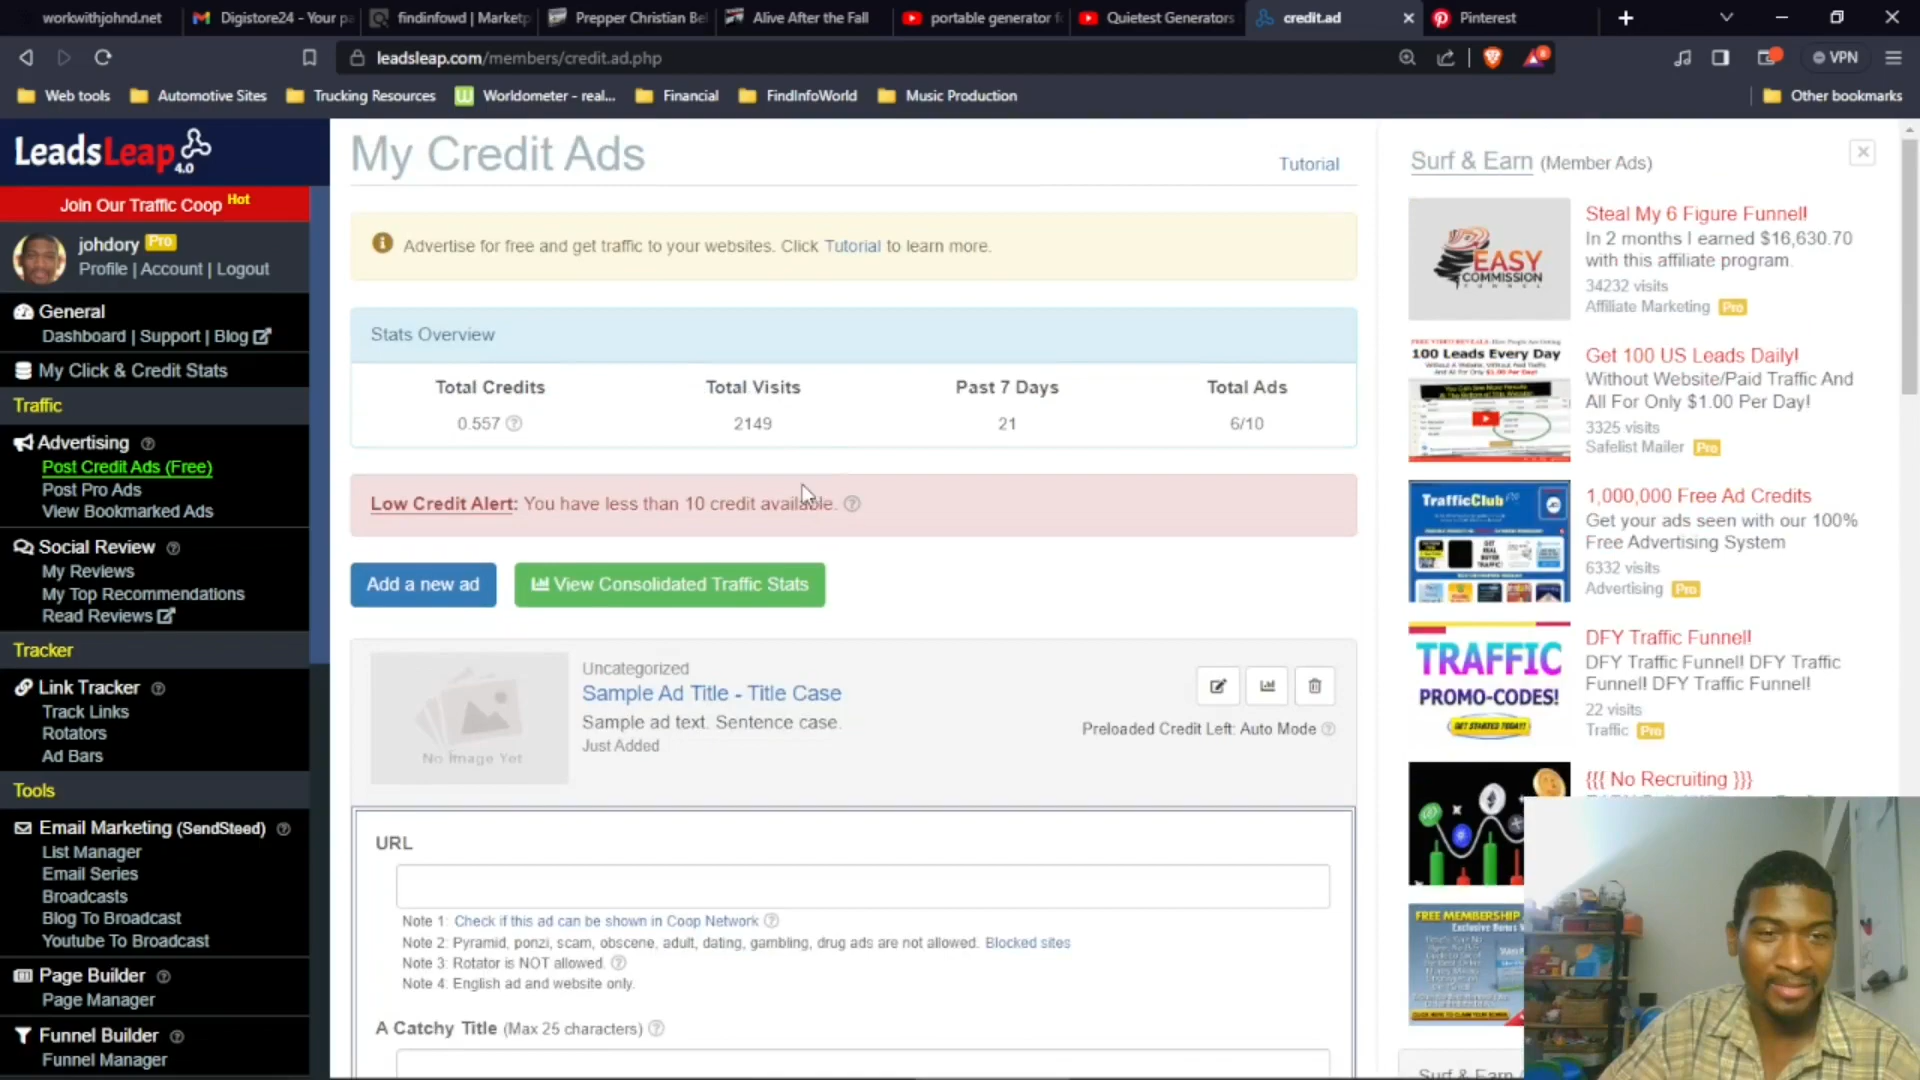 workwithjohnd.net
Digistore24 - Your pa
findinfowd | Marketp
Prepper Christian Bel
Alive After the Fall
portable generator f
Quietest Generators
credit.ad
Pinterest
leadsleap.com/members/credit.ad.php
VPN
Web tools
Automotive Sites
Trucking Resources
Worldometer - real...
Financial
FindInfoWorld
Music Production
Other bookmarks
LeadsLeap 4.0
Join Our Traffic Coop Hot
johdory Pro
Profile | Account | Logout
General
Dashboard | Support | Blog
My Click & Credit Stats
Traffic
Advertising
Post Credit Ads (Free)
Post Pro Ads
View Bookmarked Ads
Social Review
My Reviews
My Top Recommendations
Read Reviews
Tracker
Link Tracker
Track Links
Rotators
Ad Bars
Tools
Email Marketing (SendSteed)
List Manager
Email Series
Broadcasts
Blog To Broadcast
Youtube To Broadcast
Page Builder
Page Manager
Funnel Builder
Funnel Manager
My Credit Ads
Tutorial
Advertise for free and get traffic to your websites. Click Tutorial to learn more.
Stats Overview
Total Credits Total Visits Past 7 Days Total Ads
0.557 2149 21 6/10
Low Credit Alert: You have less than 10 credit available.
Add a new ad
View Consolidated Traffic Stats
No Image Yet
Uncategorized
Sample Ad Title - Title Case
Sample ad text. Sentence case.
Just Added
Preloaded Credit Left: Auto Mode
URL
Note 1: Check if this ad can be shown in Coop Network
Note 2: Pyramid, ponzi, scam, obscene, adult, dating, gambling, drug ads are not allowed. Blocked sites
Note 3: Rotator is NOT allowed.
Note 4: English ad and website only.
A Catchy Title (Max 25 characters)
Surf & Earn (Member Ads)
EASY
COMMISSION
Steal My 6 Figure Funnel!
In 2 months I earned $16,630.70
with this affiliate program.
34232 visits
Affiliate Marketing Pro
100 Leads Every Day
Get 100 US Leads Daily!
Without Website/Paid Traffic And
All For Only $1.00 Per Day!
3325 visits
Safelist Mailer Pro
TrafficClub
1,000,000 Free Ad Credits
Get your ads seen with our 100%
Free Advertising System
6332 visits
Advertising Pro
TRAFFIC
PROMO-CODES!
GET STARTED TODAY!
DFY Traffic Funnel!
DFY Traffic Funnel! DFY Traffic
Funnel! DFY Traffic Funnel!
22 visits
Traffic Pro
{{{ No Recruiting }}}
FREE MEMBERSHIP
Surf & Earn